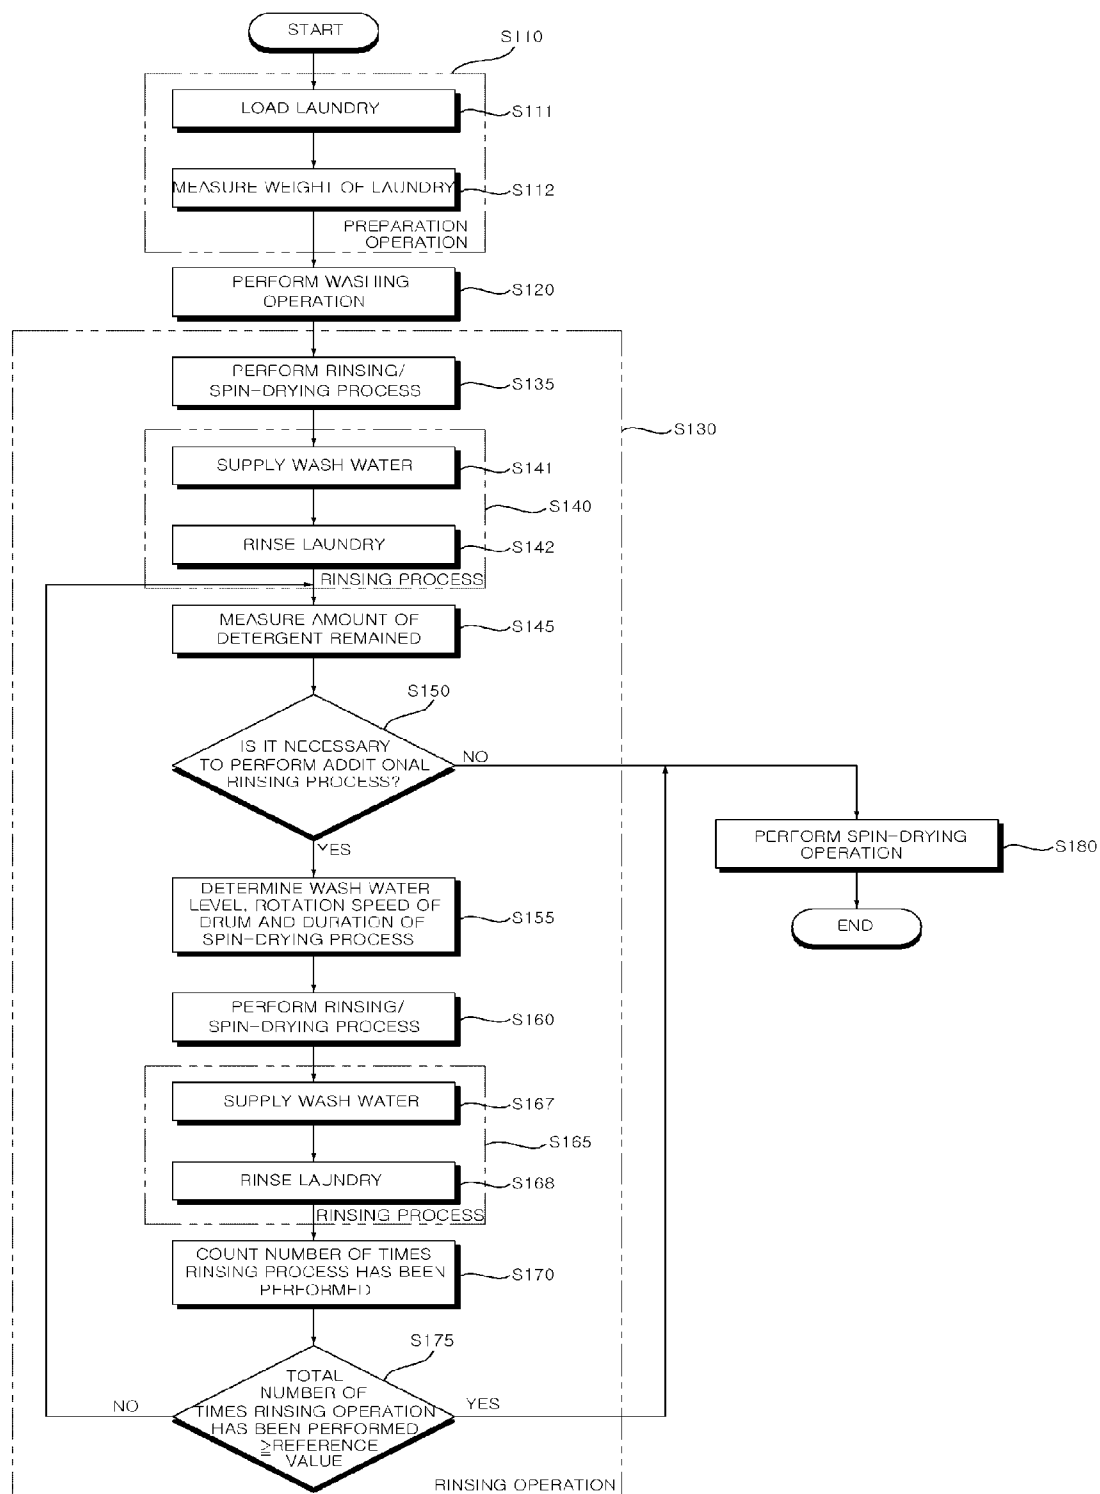 START
S110
LOAD LAUNDRY
S111
MEASURE WEIGHT OF LAUNDRY
S112
PREPARATION
OPERATION
PERFORM WASHING
OPERATION
S120
PERFORM RINSING/
SPIN-DRYING PROCESS
S135
S130
SUPPLY WASH WATER
S141
S140
RINSE LAUNDRY
S142
RINSING PROCESS
MEASURE AMOUNT OF
DETERGENT REMAINED
S145
S150
IS IT NECESSARY
TO PERFORM ADDITIONAL
RINSING PROCESS?
NO
YES
PERFORM SPIN-DRYING
OPERATION
S180
END
DETERMINE WASH WATER
LEVEL, ROTATION SPEED OF
DRUM AND DURATION OF
SPIN-DRYING PROCESS
S155
PERFORM RINSING/
SPIN-DRYING PROCESS
S160
SUPPLY WASH WATER
S167
S165
RINSE LAUNDRY
S168
RINSING PROCESS
COUNT NUMBER OF TIMES
RINSING PROCESS HAS BEEN
PERFORMED
S170
S175
TOTAL
NUMBER OF
TIMES RINSING OPERATION
HAS BEEN PERFORMED
≧REFERENCE
VALUE
NO
YES
RINSING OPERATION